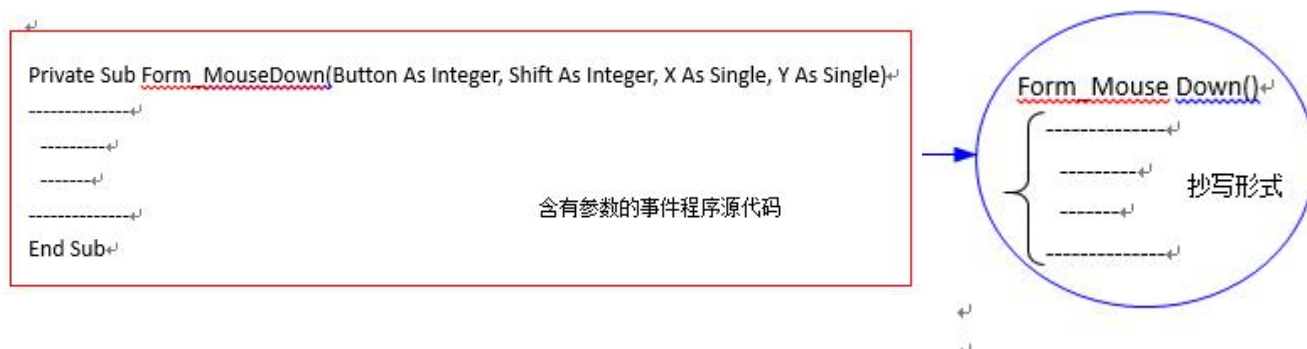 Private Sub Form_MouseDown(Button As Integer, Shift As Integer, X As Single, Y As Single)↵
--------------↵
---------↵
-------↵
--------------↵
含有参数的事件程序源代码
End Sub↵
Form_Mouse Down()↵
--------------↵
---------↵
-------↵
--------------↵
抄写形式